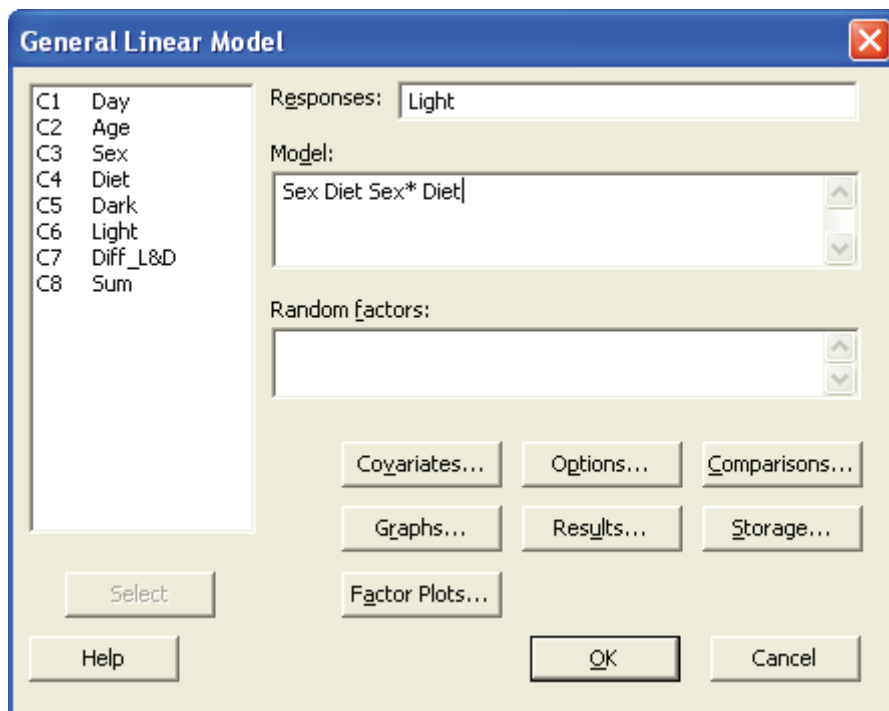 General Linear Model
C1 Day
C2 Age
C3 Sex
C4 Diet
C5 Dark
C6 Light
C7 Diff_L&D
C8 Sum
Responses: Light
Model:
Sex Diet Sex* Diet
Random factors:
Covariates... Options... Comparisons...
Graphs... Results... Storage...
Select Factor Plots...
Help OK Cancel